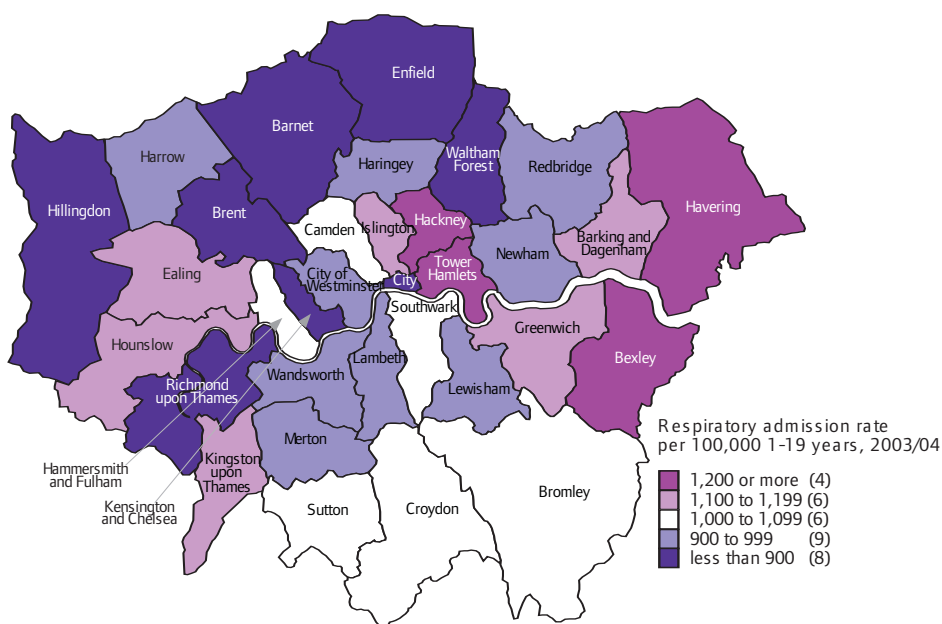 Enfield
Barnet
Harrow
Haringey
Waltham
Forest
Redbridge
Havering
Hillingdon
Brent
Camden
Islington
Hackney
Barking and
Dagenham
Newham
Ealing
City of
Westminster
City
Tower
Hamlets
Southwark
Greenwich
Hounslow
Bexley
Richmond
upon Thames
Wandsworth
Lambeth
Lewisham
Merton
Kingston
upon
Thames
Hammersmith
and Fulham
Kensington
and Chelsea
Sutton
Croydon
Bromley
Respiratory admission rate
per 100,000 1-19 years, 2003/04
1,200 or more (4)
1,100 to 1,199 (6)
1,000 to 1,099 (6)
900 to 999 (9)
less than 900 (8)